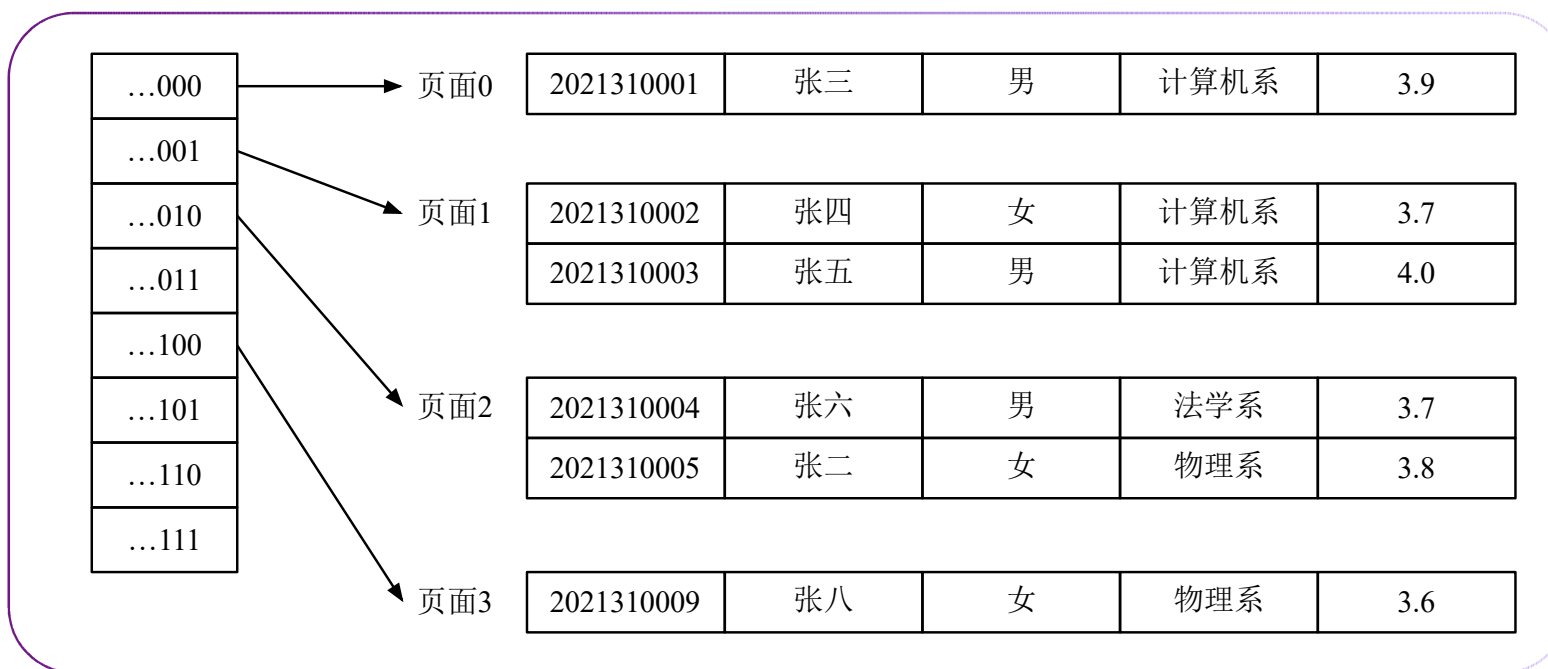 …000
…001
…010
…011
…100
…101
…110
…111
页面0 2021310001 张三 男 计算机系 3.9
页面1 2021310002 张四 女 计算机系 3.7
2021310003 张五 男 计算机系 4.0
页面2 2021310004 张六 男 法学系 3.7
2021310005 张二 女 物理系 3.8
页面3 2021310009 张八 女 物理系 3.6